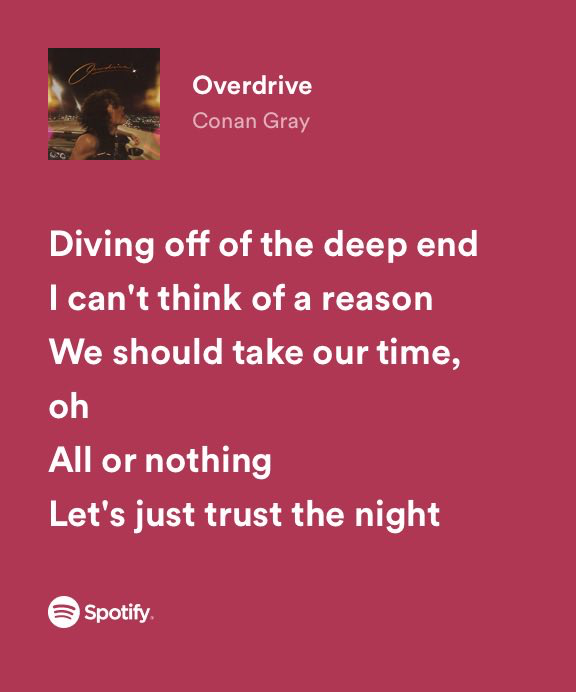 Overdrive
Overdrive
Conan Gray
Diving off of the deep end
I can't think of a reason
We should take our time,
oh
All or nothing
Let's just trust the night
Spotify